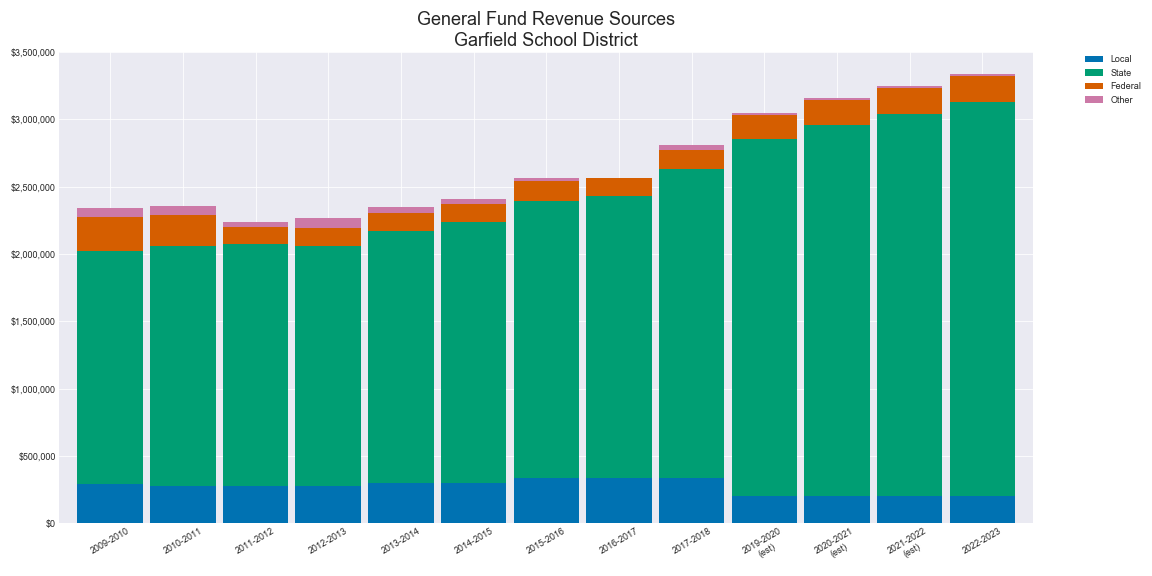 General Fund Revenue Sources
Garfield School District
$3,500,000
$3,000,000
$2,500,000
$2,000,000
$1,500,000
$1,000,000
$500,000
$0
2009-2010
2010-2011
2011-2012
2012-2013
2013-2014
2014-2015
2015-2016
2016-2017
2017-2018
2019-2020
(est)
2020-2021
(est)
2021-2022
(est)
2022-2023
Local
State
Federal
Other